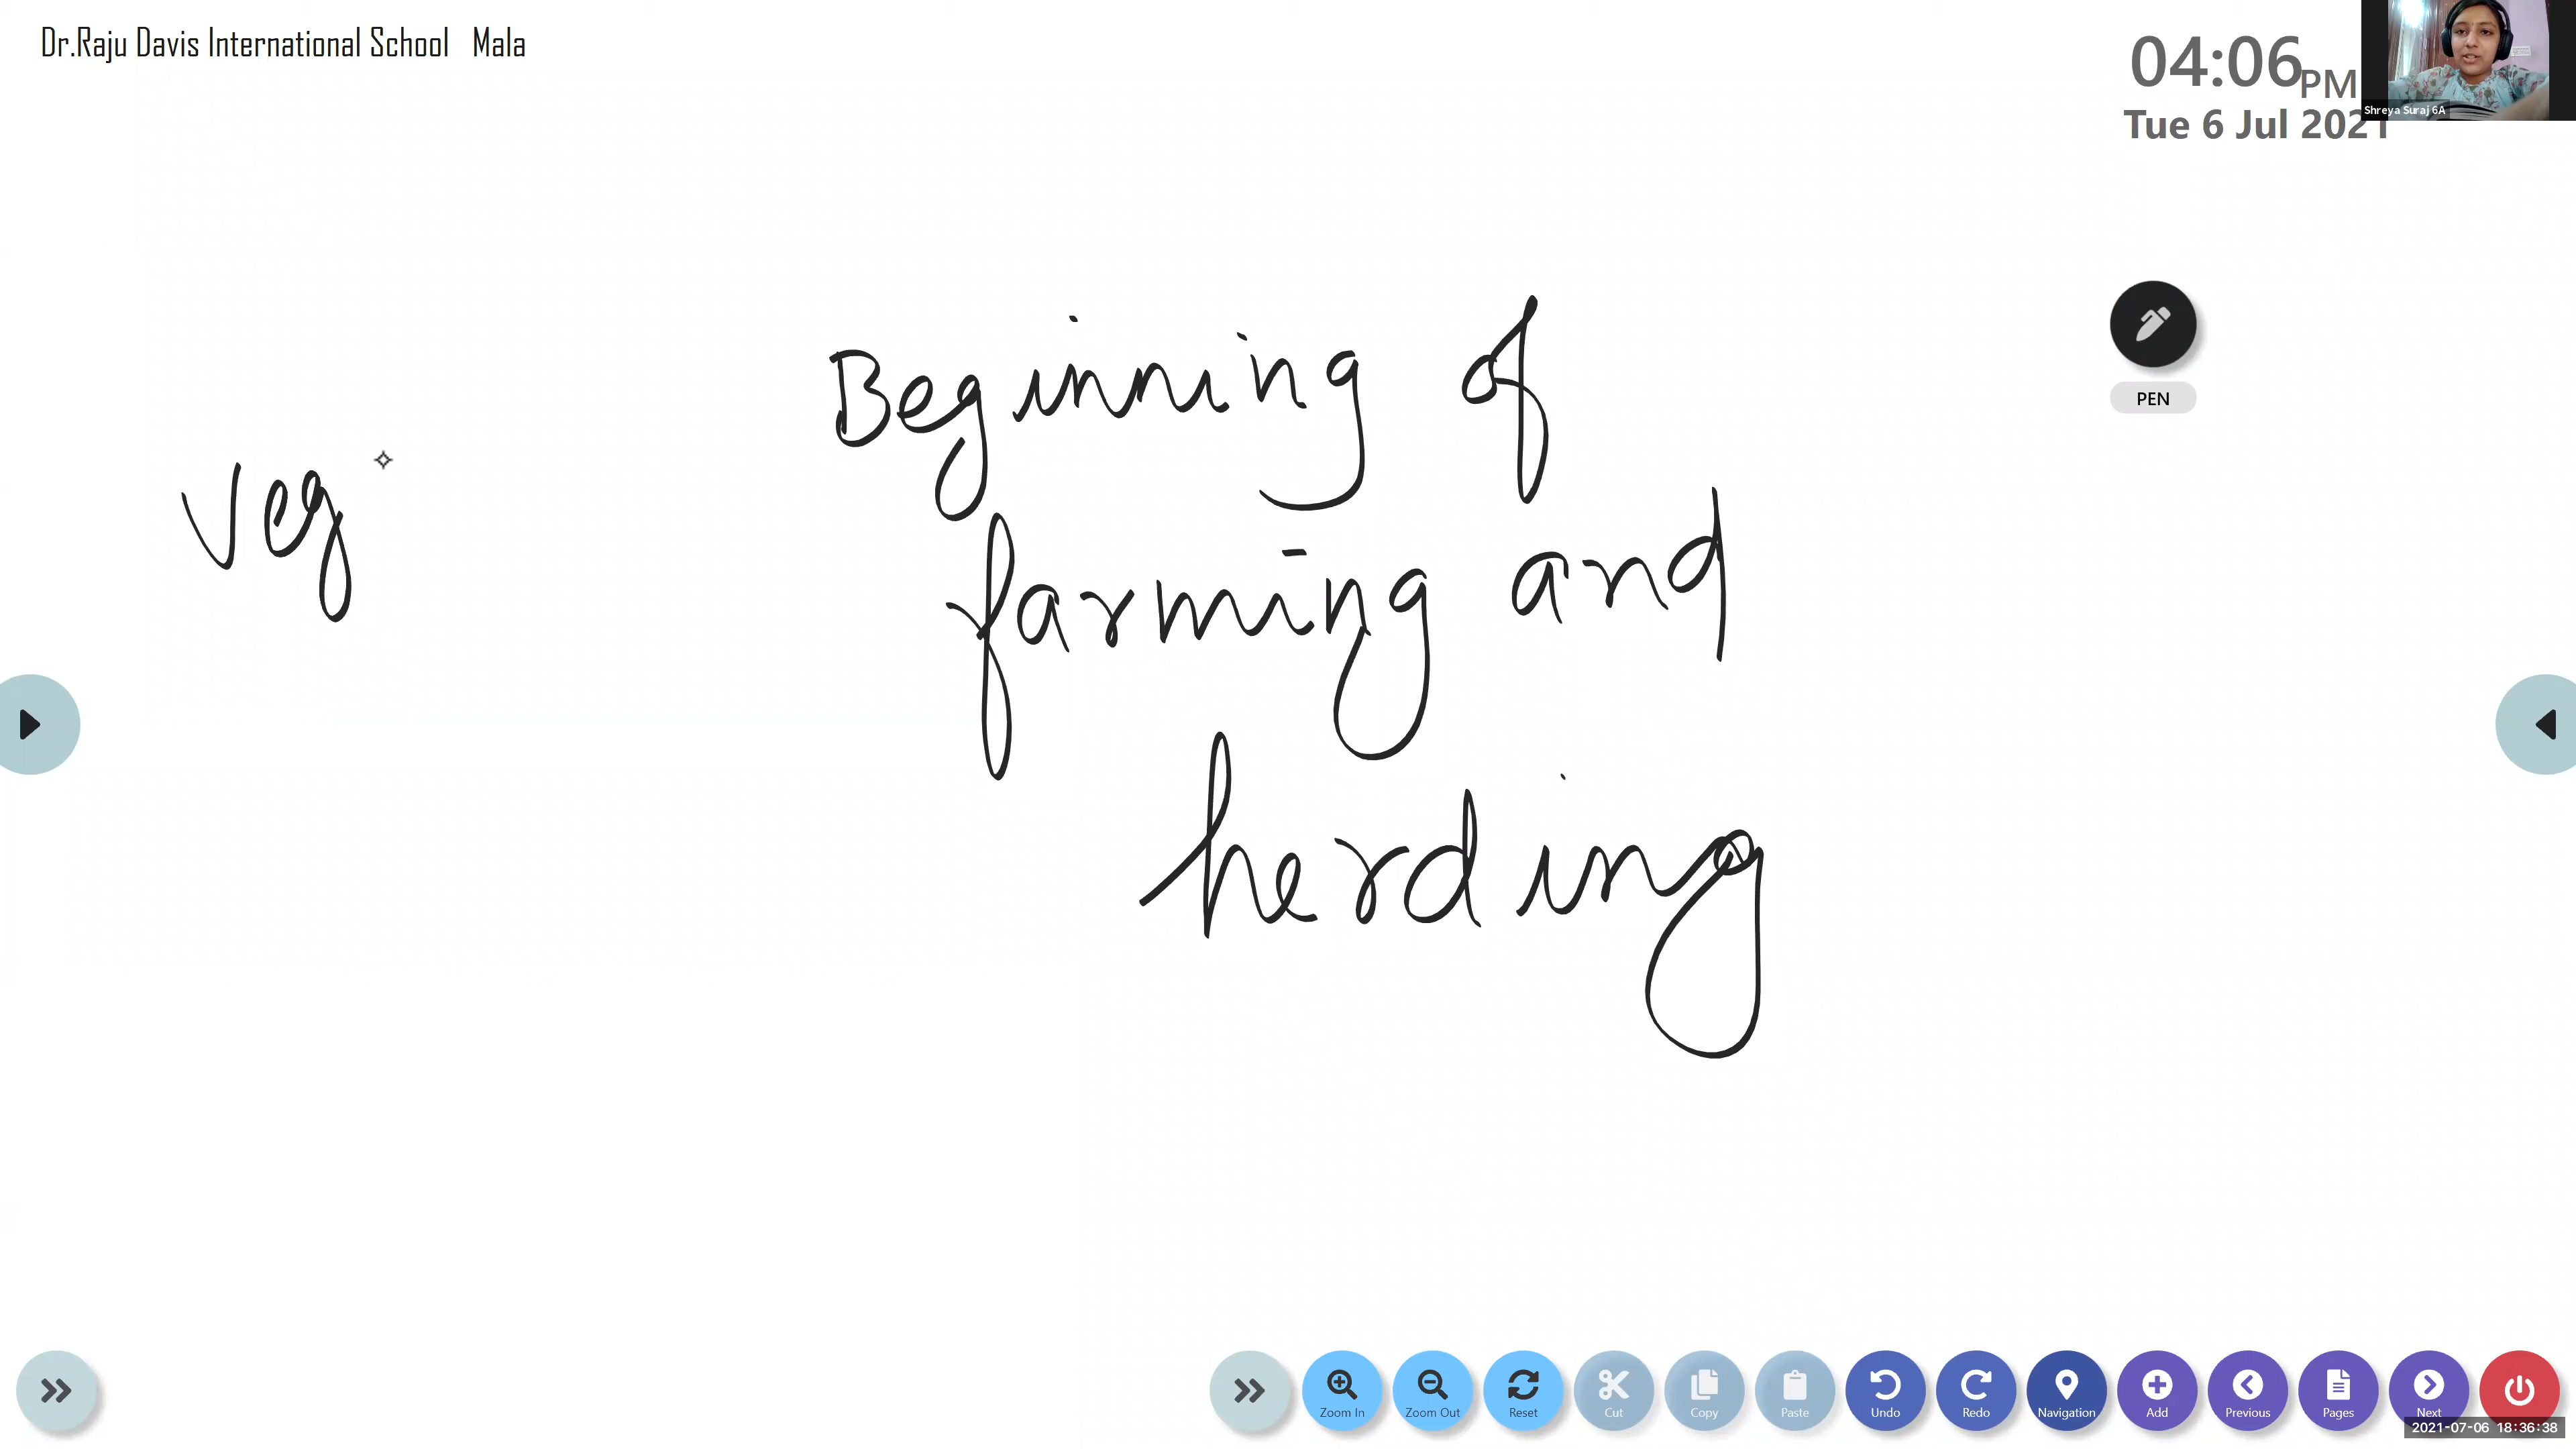 Dr.Raju Davis International School Mala
04:06 PM
Tue 6 Jul 2021
Shreya Suraj 6A
PEN
Beginning of
veg
farming and
herding
Zoom In
Zoom Out
Reset
Cut
Copy
Paste
Undo
Redo
Navigation
Add
Previous
Pages
Next
2021-07-06 18:36:38